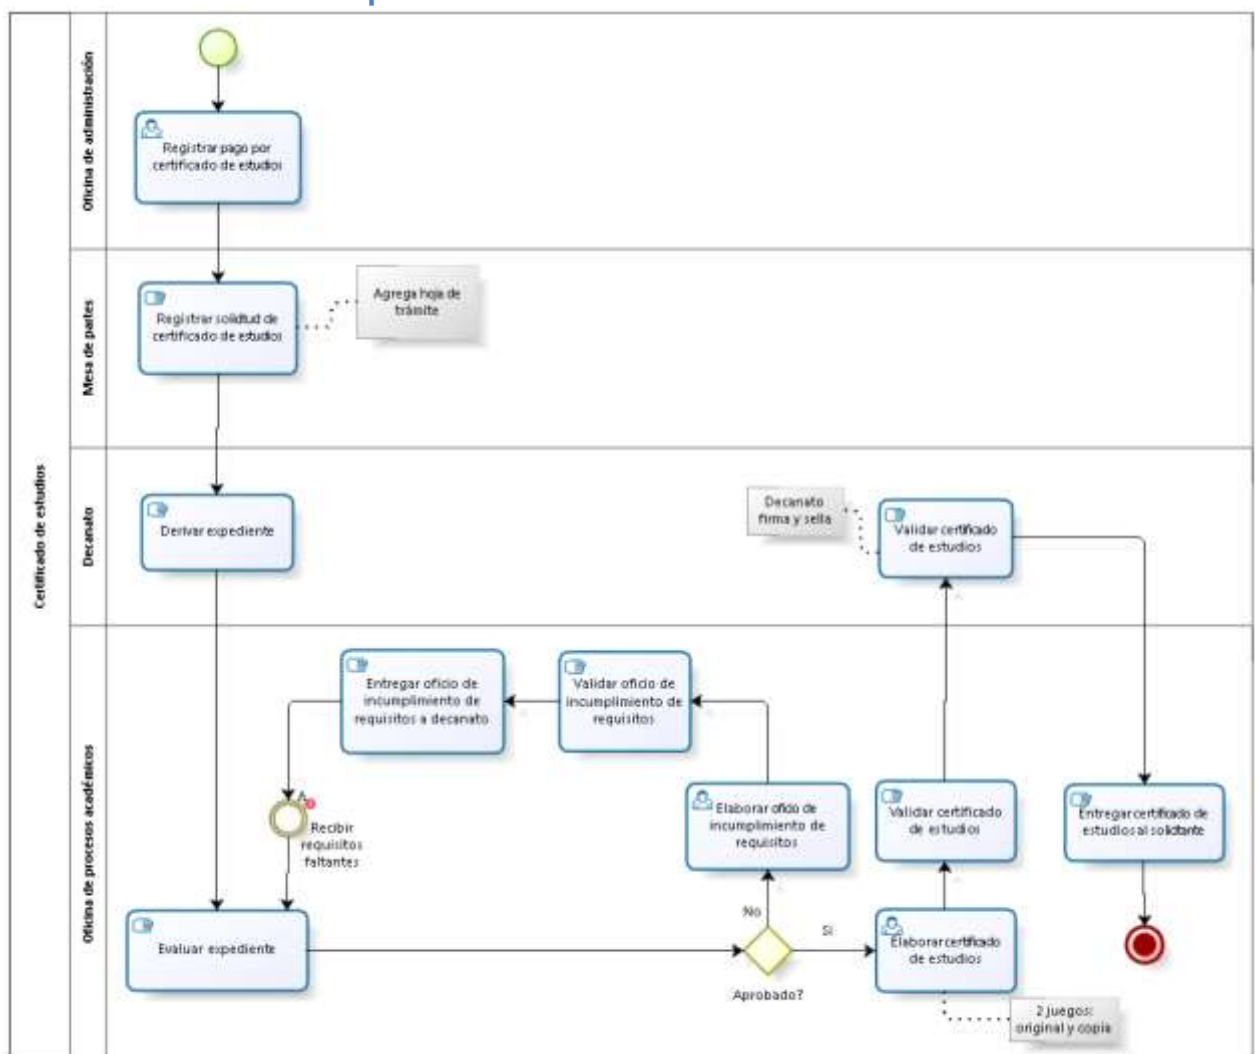 Certificado de estudios
Oficina de administración
Registrar pago por
certificado de estudios
Mesa de partes
Registrar solicitud de
certificado de estudios
Agrega hoja de
trámite
Decanato
Derivar expediente
Decanato
firma y sella
Validar certificado
de estudios
Oficina de procesos académicos
Entregar oficio de
incumplimiento de
requisitos a decanato
Validar oficio de
incumplimiento de
requisitos
Recibir
requisitos
faltantes
Elaborar oficio de
incumplimiento de
requisitos
Validar certificado
de estudios
Entregar certificado de
estudios al solicitante
Evaluar expediente
No
Si
Aprobado?
Elaborar certificado
de estudios
2 juegos:
original y copia